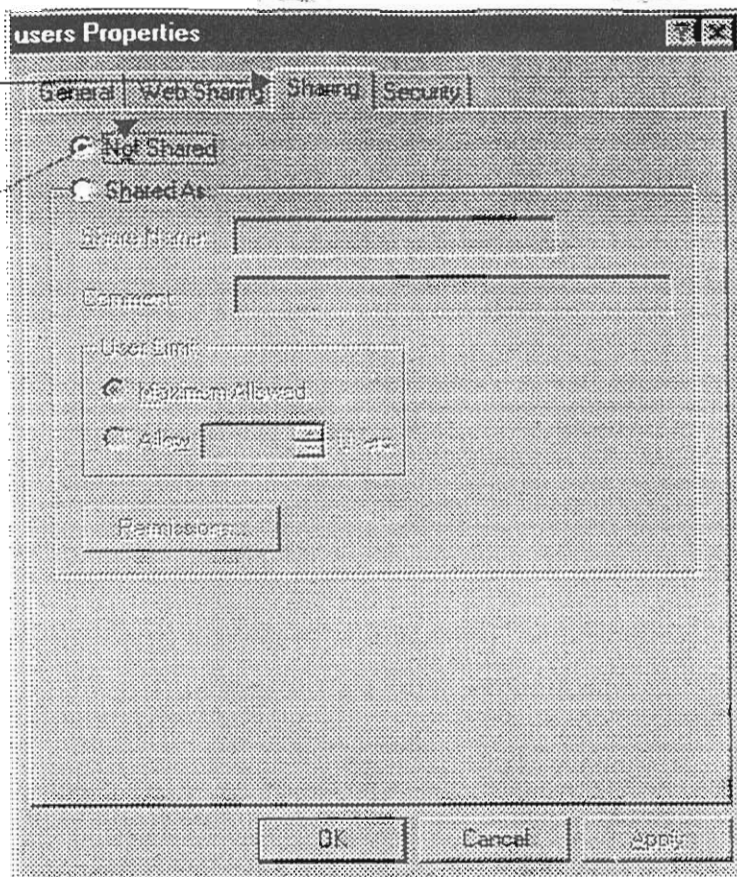 users Properties
General Web Sharing Sharing Security
Not Shared
Shared As:
Share Name:
Comment:
User Limit:
Maximum Allowed
Allow Users
Permissions...
OK Cancel Apply